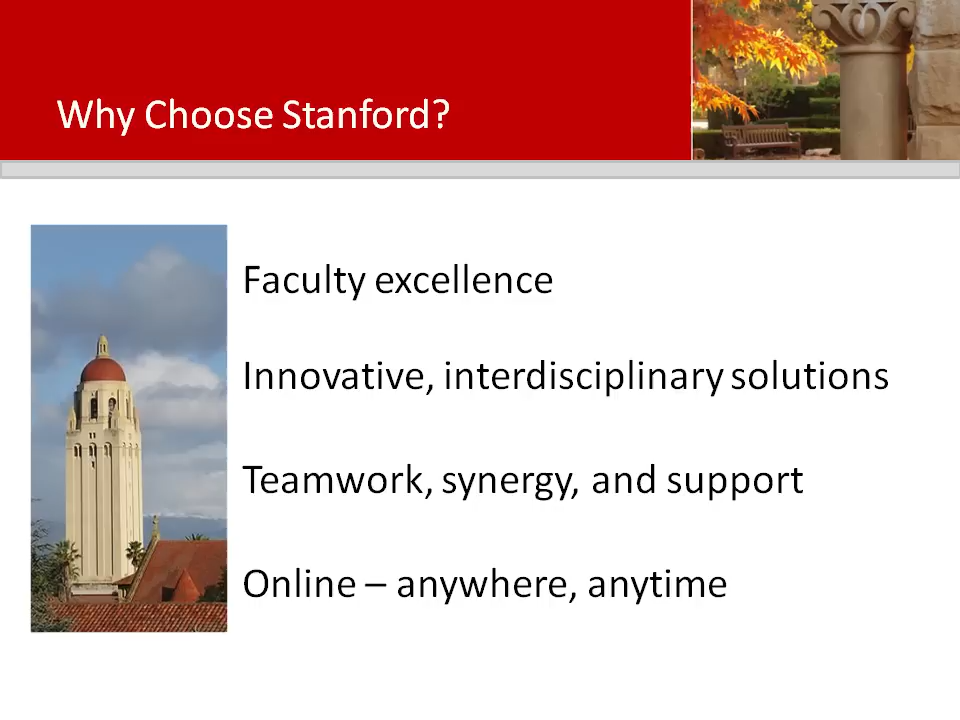 Why Choose Stanford?
Faculty excellence
Innovative, interdisciplinary solutions
Teamwork, synergy, and support
Online – anywhere, anytime